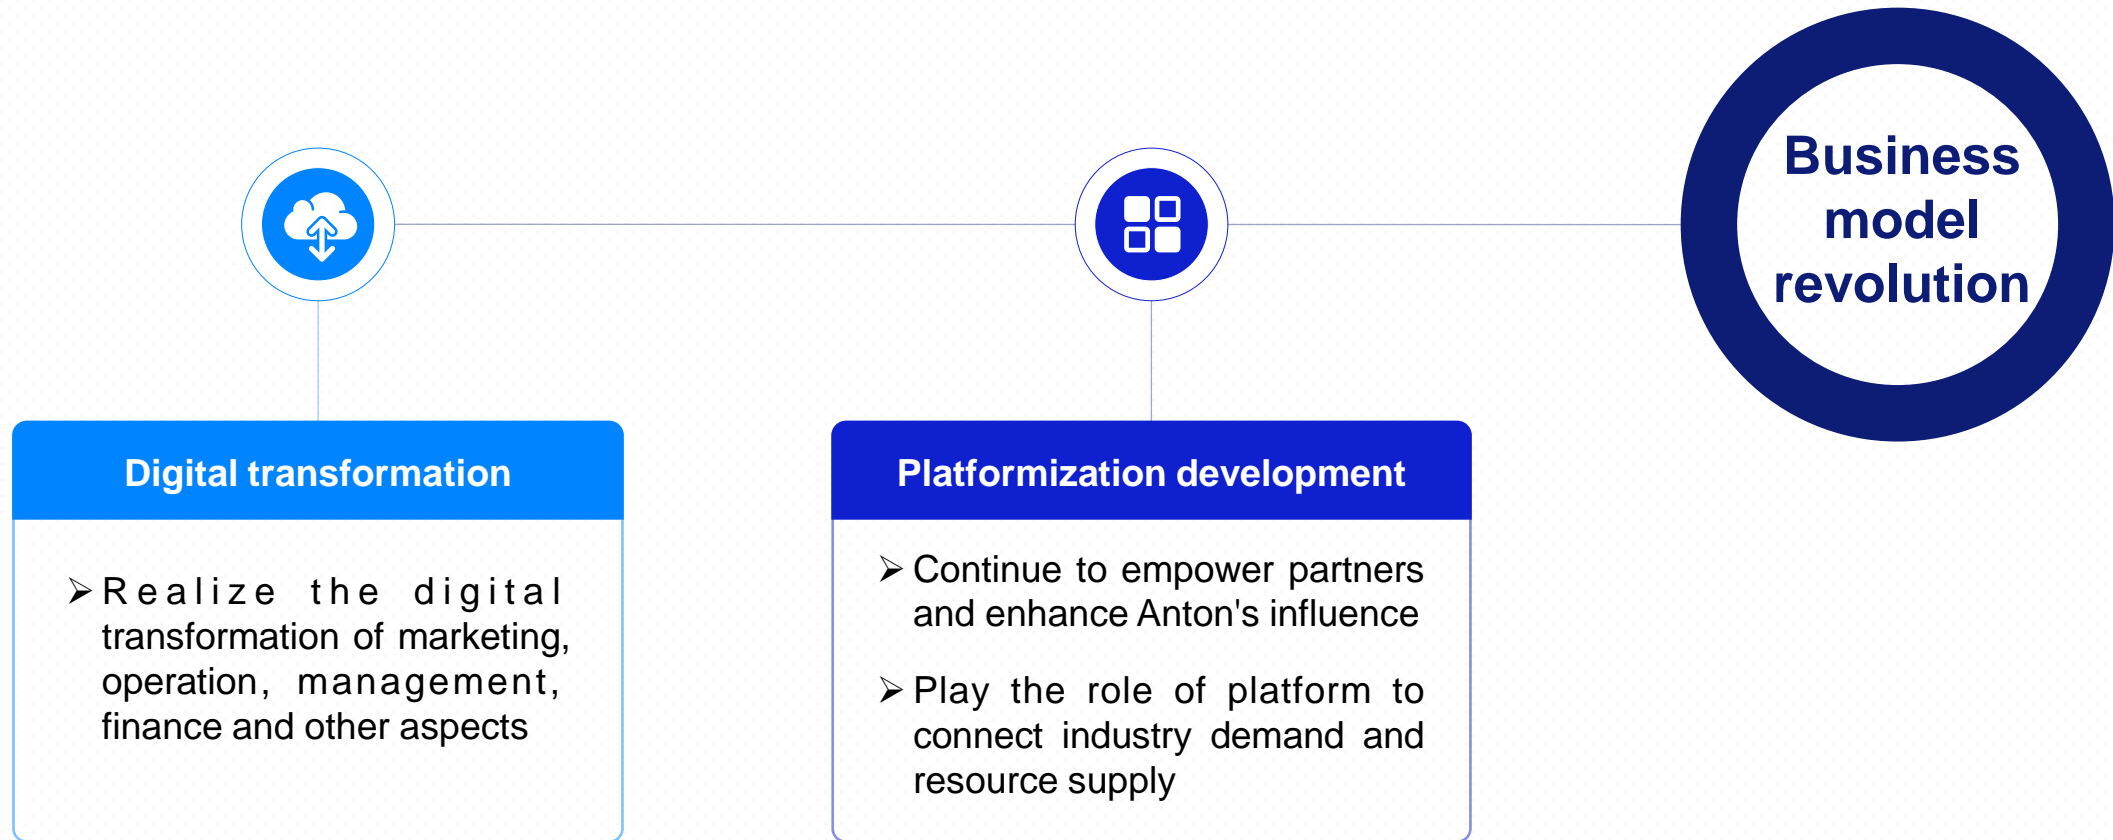 Business
model
revolution
Digital transformation
➢ Realize the digital
transformation of marketing,
operation, management,
finance and other aspects
Platformization development
➢ Continue to empower partners
and enhance Anton's influence
➢ Play the role of platform to
connect industry demand and
resource supply